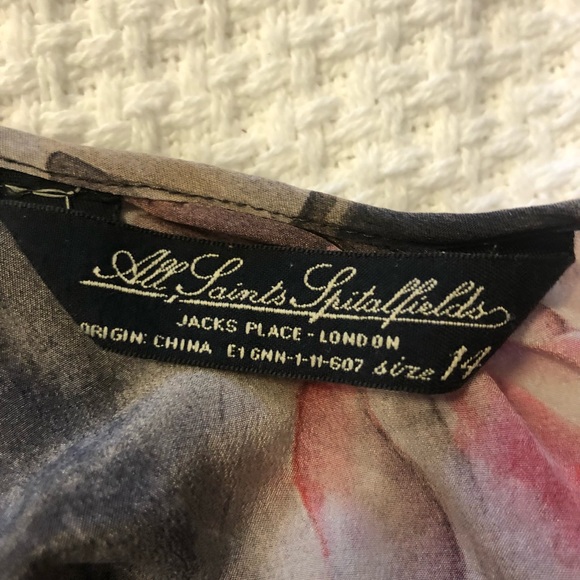 All Saints Spitalfields
JACKS PLACE - LONDON
ORIGIN: CHINA E1 6NN-1-11-607 size 14